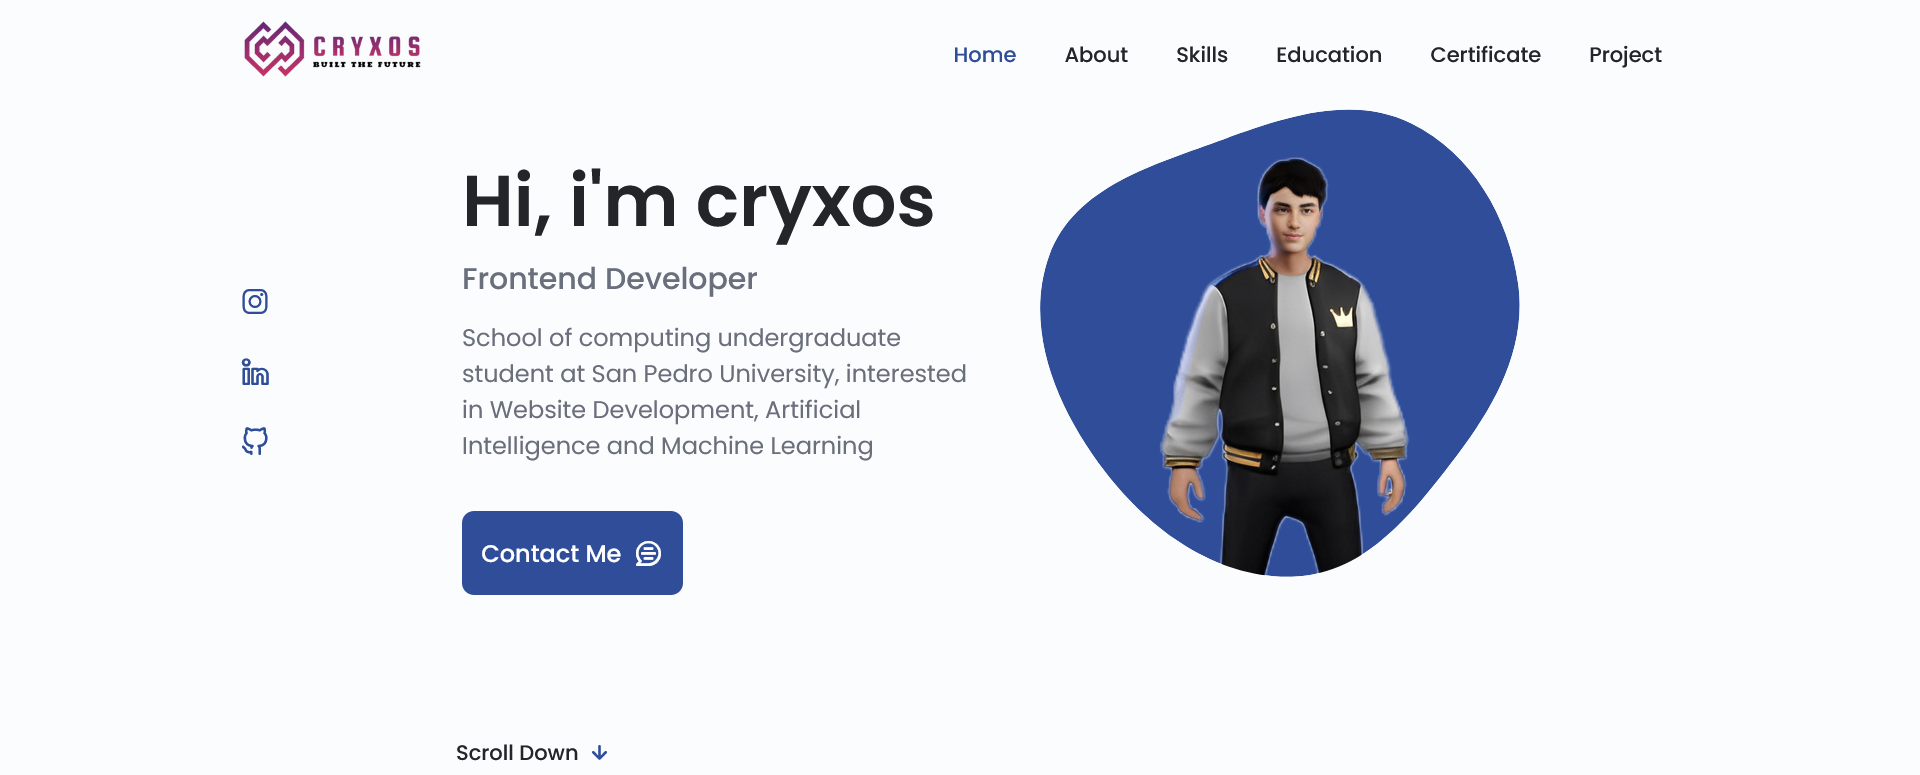 CRYXOS
BUILT THE FUTURE
Home About Skills Education Certificate Project
Hi, i'm cryxos
Frontend Developer
School of computing undergraduate
student at San Pedro University, interested
in Website Development, Artificial
Intelligence and Machine Learning
Contact Me
Scroll Down